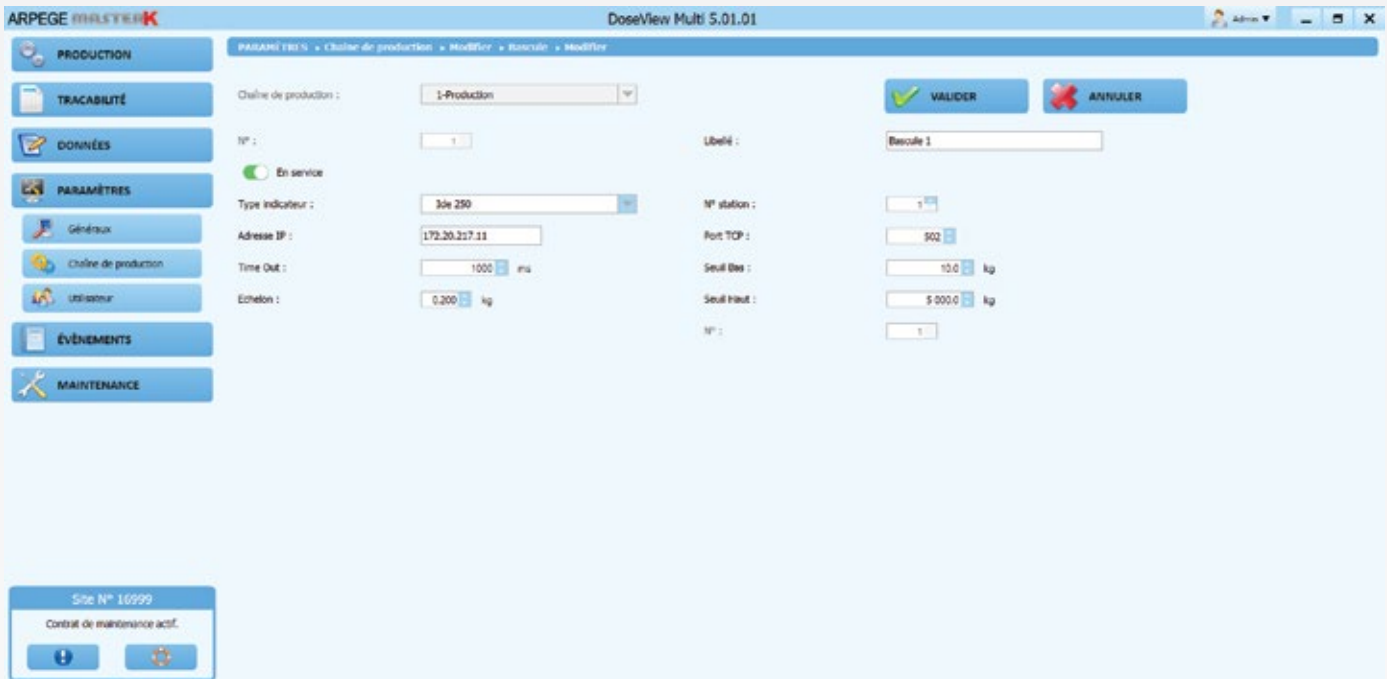 ARPEGE MASTERK
DoseView Multi 5.01.01
Admin
PRODUCTION
TRACABILITÉ
DONNÉES
PARAMÈTRES
Généraux
Chaîne de production
Utilisateur
ÉVÈNEMENTS
MAINTENANCE
PARAMÈTRES » Chaîne de production » Modifier » Bascule » Modifier
Chaîne de production : 1-Production
VALIDER ANNULER
N° : 1 Libellé : Bascule 1
En service
Type indicateur : Ide 250 N° station : 1
Adresse IP : 172.20.217.11 Port TCP : 502
Time Out : 1000 ms Seuil Bas : 10.0 kg
Echelon : 0.200 kg Seuil Haut : 5 000.0 kg
N° : 1
Site N° 16999
Contrat de maintenance actif.